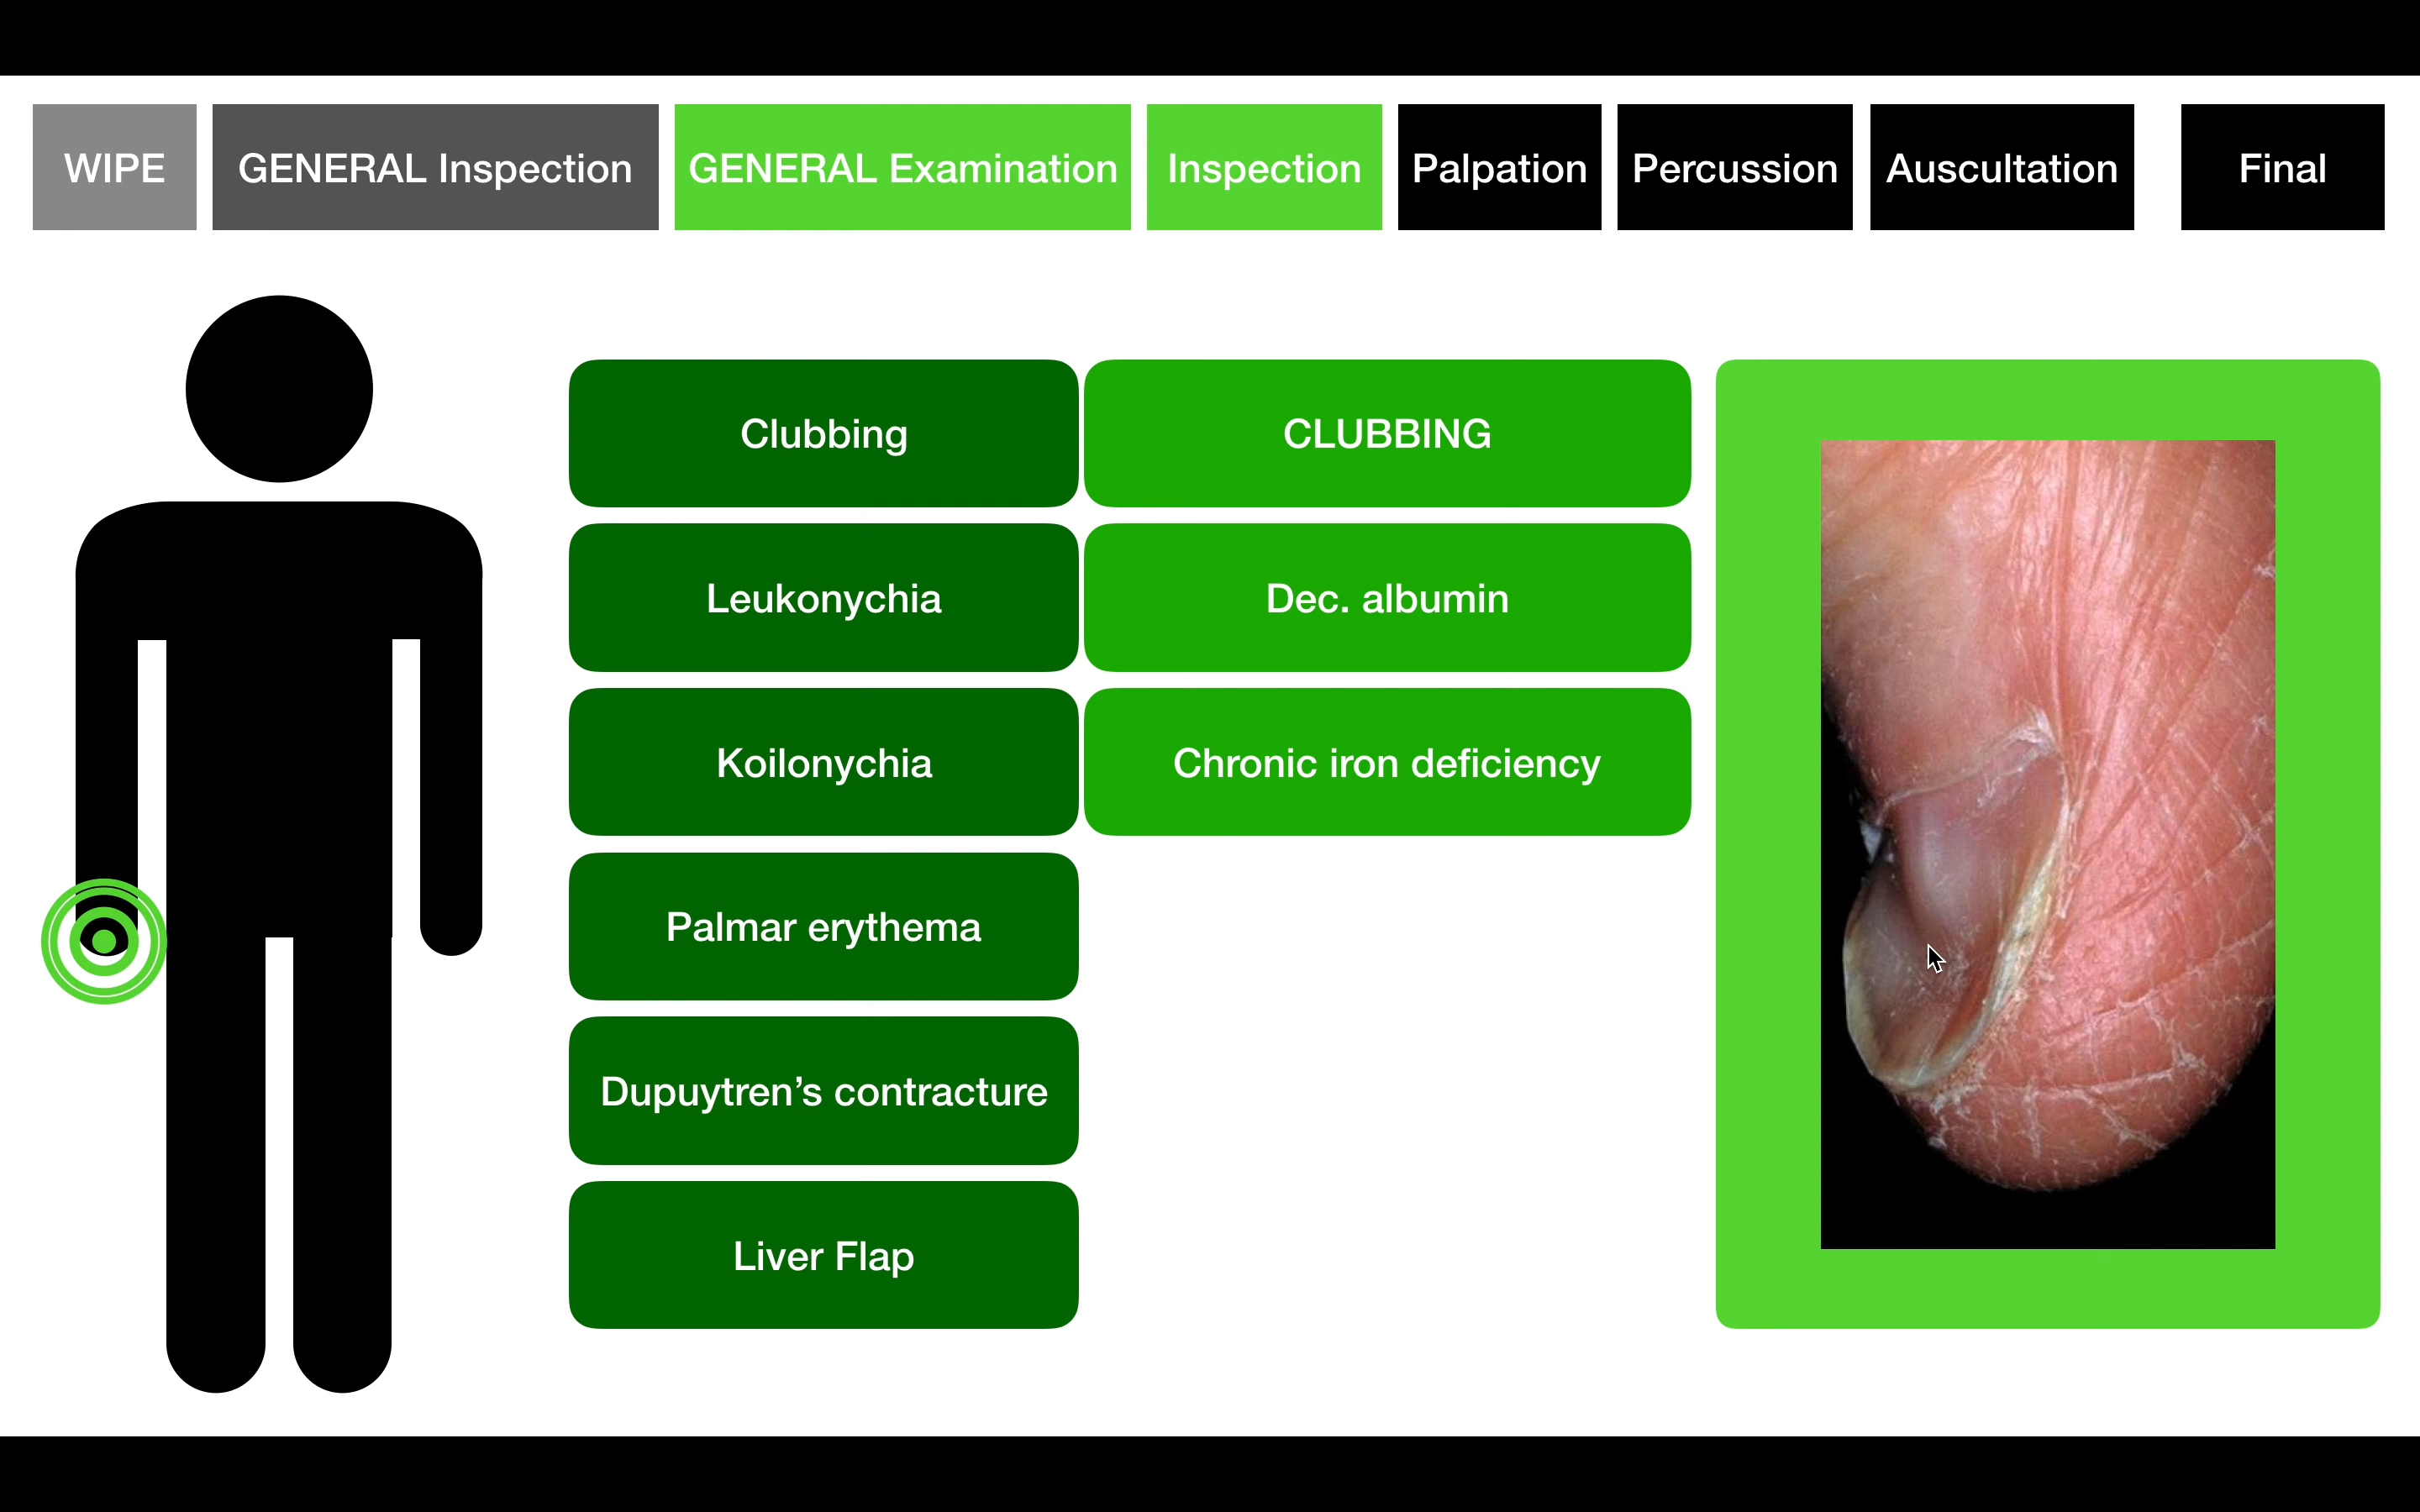 WIPE
GENERAL Inspection
GENERAL Examination
Inspection
Palpation
Percussion
Auscultation
Final
Clubbing
CLUBBING
Leukonychia
Dec. albumin
Koilonychia
Chronic iron deficiency
Palmar erythema
Dupuytren’s contracture
Liver Flap